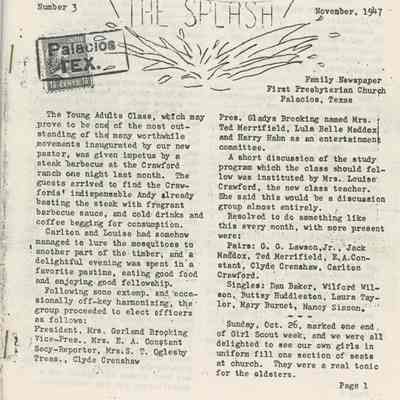 Number 3
THE SPLASH
November, 1947
Palacios
TEX.
Family Newspaper
First Presbyterian Church
Palacios, Texas
The Young Adults Class, which may
prove to be one of the most out-
standing of the many worthwhile
movements inaugurated by our new
pastor, was given impetus by a
steak barbecue at the Crawford
ranch one night last month. The
guests arrived to find the Craw-
fords' indispensable Andy already
basting the steak with fragrant
barbecue sauce, and cold drinks and
coffee begging for consumption.
Carlton and Louise had somehow
managed to lure the mosquitoes to
another part of the timber, and a
delightful evening was spent in a
favorite pastime, eating good food
and enjoying good fellowship.
Following some extemp. and occa-
sionally off-key harmonizing, the
group proceeded to elect officers
as follows:
President, Mrs. Gerland Brooking
Vice-Pres., Mrs. E. A. Constant
Secy-Reporter, Mrs. S. T. Oglesby
Treas., Clyde Crenshaw
Pres. Gladys Brooking named Mrs.
Ted Merrifield, Lula Belle Maddox
and Harry Hahn as an entertainment
committee.
A short discussion of the study
program which the class should fol-
low was instituted by Mrs. Louise
Crawford, the new class teacher.
She said this would be a discussion
group almost entirely.
Resolved to do something like
this every month, with more present
were:
Pairs: G. G. Lawson, Jr., Jack
Maddox, Ted Merrifield, E.A.Con-
stant, Clyde Crenshaw, Carlton
Crawford.
Singles: Dan Baker, Wilford Wil-
son, Buttsy Huddleston, Laura Tay-
lor, Mary Burnet, Nancy Sisson.
- - -
Sunday, Oct. 26, marked one end
of Girl Scout week, and we were all
delighted to see our own girls in
uniform fill one section of seats
at church. They were a real tonic
for the oldsters.
Page 1